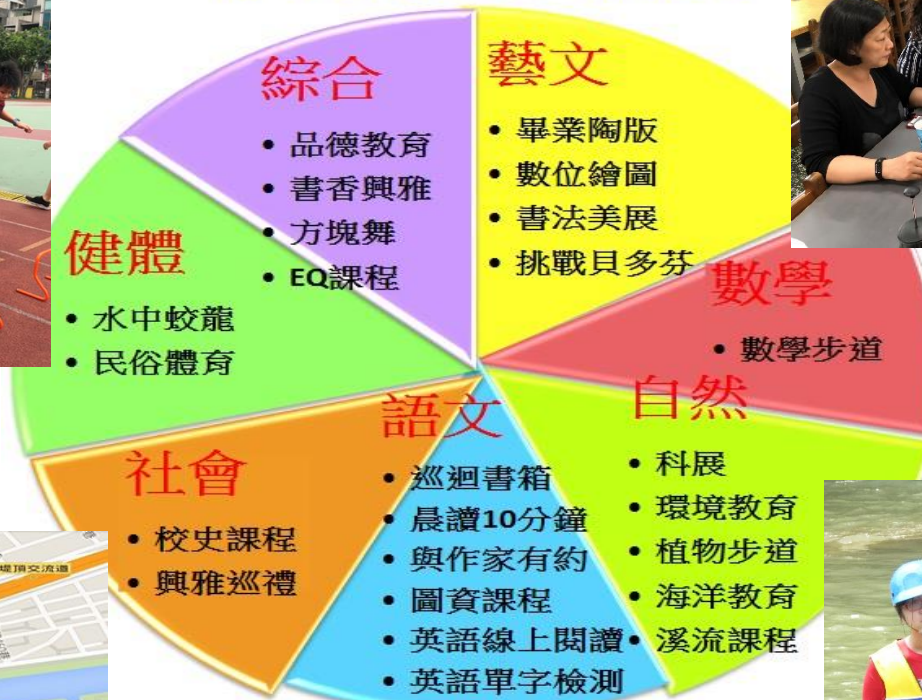 綜合
• 品德教育
• 書香興雅
• 方塊舞
• EQ課程
藝文
• 畢業陶版
• 數位繪圖
• 書法美展
• 挑戰貝多芬
健體
• 水中蛟龍
• 民俗體育
數學
• 數學步道
社會
• 校史課程
• 興雅巡禮
語文
• 巡迴書箱
• 晨讀10分鐘
• 與作家有約
• 圖資課程
• 英語線上閱讀
• 英語單字檢測
自然
• 科展
• 環境教育
• 植物步道
• 海洋教育
• 溪流課程
堤頂交流道